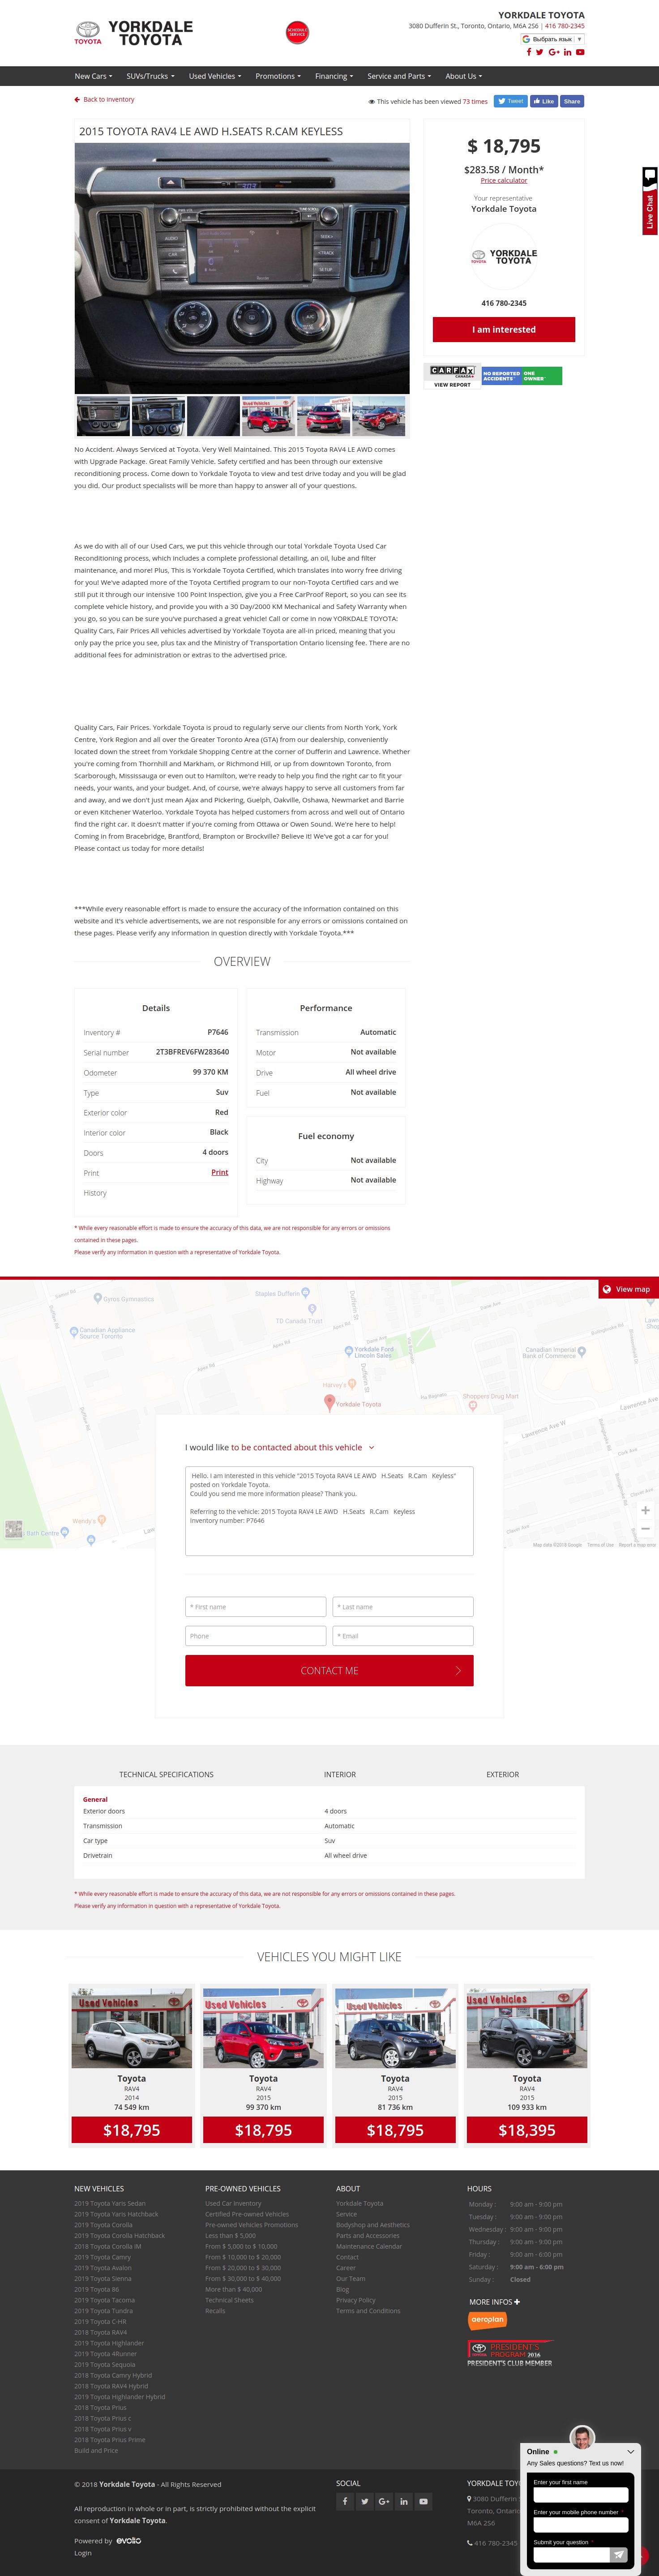 YORKDALE TOYOTA
TOYOTA
YORKDALE
TOYOTA
SCHEDULE SERVICE
3080 Dufferin St., Toronto, Ontario, M6A 2S6 | 416 780-2345
Выбрать язык ▼
New Cars
SUVs/Trucks
Used Vehicles
Promotions
Financing
Service and Parts
About Us
Back to inventory
This vehicle has been viewed 73 times
Tweet
Like
Share
2015 TOYOTA RAV4 LE AWD H.SEATS R.CAM KEYLESS
$ 18,795
$283.58 / Month*
Price calculator
Your representative
Yorkdale Toyota
TOYOTA
YORKDALE
TOYOTA
416 780-2345
I am interested
Live Chat
CARFAX
CANADA
VIEW REPORT
NO REPORTED ACCIDENTS
ONE OWNER
No Accident. Always Serviced at Toyota. Very Well Maintained. This 2015 Toyota RAV4 LE AWD comes
with Upgrade Package. Great Family Vehicle. Safety certified and has been through our extensive
reconditioning process. Come down to Yorkdale Toyota to view and test drive today and you will be glad
you did. Our product specialists will be more than happy to answer all of your questions.
As we do with all of our Used Cars, we put this vehicle through our total Yorkdale Toyota Used Car
Reconditioning process, which includes a complete professional detailing, an oil, lube and filter
maintenance, and more! Plus, This is Yorkdale Toyota Certified, which translates into worry free driving
for you! We've adapted more of the Toyota Certified program to our non-Toyota Certified cars and we
still put it through our intensive 100 Point Inspection, give you a Free CarProof Report, so you can see its
complete vehicle history, and provide you with a 30 Day/2000 KM Mechanical and Safety Warranty when
you go, so you can be sure you've purchased a great vehicle! Call or come in now YORKDALE TOYOTA:
Quality Cars, Fair Prices All vehicles advertised by Yorkdale Toyota are all-in priced, meaning that you
only pay the price you see, plus tax and the Ministry of Transportation Ontario licensing fee. There are no
additional fees for administration or extras to the advertised price.
Quality Cars, Fair Prices. Yorkdale Toyota is proud to regularly serve our clients from North York, York
Centre, York Region and all over the Greater Toronto Area (GTA) from our dealership, conveniently
located down the street from Yorkdale Shopping Centre at the corner of Dufferin and Lawrence. Whether
you're coming from Thornhill and Markham, or Richmond Hill, or up from downtown Toronto, from
Scarborough, Mississauga or even out to Hamilton, we're ready to help you find the right car to fit your
needs, your wants, and your budget. And, of course, we're always happy to serve all customers from far
and away, and we don't just mean Ajax and Pickering, Guelph, Oakville, Oshawa, Newmarket and Barrie
or even Kitchener Waterloo. Yorkdale Toyota has helped customers from across and well out of Ontario
find the right car. It doesn't matter if you're coming from Ottawa or Owen Sound. We're here to help!
Coming in from Bracebridge, Brantford, Brampton or Brockville? Believe it! We've got a car for you!
Please contact us today for more details!
***While every reasonable effort is made to ensure the accuracy of the information contained on this
website and it's vehicle advertisements, we are not responsible for any errors or omissions contained on
these pages. Please verify any information in question directly with Yorkdale Toyota.***
OVERVIEW
Details
Inventory # P7646
Serial number 2T3BFREV6FW283640
Odometer 99 370 KM
Type Suv
Exterior color Red
Interior color Black
Doors 4 doors
Print Print
History
Performance
Transmission Automatic
Motor Not available
Drive All wheel drive
Fuel Not available
Fuel economy
City Not available
Highway Not available
* While every reasonable effort is made to ensure the accuracy of this data, we are not responsible for any errors or omissions
contained in these pages.
Please verify any information in question with a representative of Yorkdale Toyota.
View map
Gyros Gymnastics
Staples Dufferin
TD Canada Trust
Canadian Appliance
Source Toronto
Yorkdale Ford
Lincoln Sales
Canadian Imperial
Bank of Commerce
Harvey's
Shoppers Drug Mart
Yorkdale Toyota
Dufferin St
Lawrence Ave W
Wendy's
Bath Centre
Map data ©2018 Google
Terms of Use
Report a map error
I would like to be contacted about this vehicle
Hello. I am interested in this vehicle "2015 Toyota RAV4 LE AWD H.Seats R.Cam Keyless"
posted on Yorkdale Toyota.
Could you send me more information please? Thank you.
Referring to the vehicle: 2015 Toyota RAV4 LE AWD H.Seats R.Cam Keyless
Inventory number: P7646
* First name
* Last name
Phone
* Email
CONTACT ME
TECHNICAL SPECIFICATIONS
INTERIOR
EXTERIOR
General
Exterior doors 4 doors
Transmission Automatic
Car type Suv
Drivetrain All wheel drive
* While every reasonable effort is made to ensure the accuracy of this data, we are not responsible for any errors or omissions contained in these pages.
Please verify any information in question with a representative of Yorkdale Toyota.
VEHICLES YOU MIGHT LIKE
Toyota
RAV4
2014
74 549 km
$18,795
Toyota
RAV4
2015
99 370 km
$18,795
Toyota
RAV4
2015
81 736 km
$18,795
Toyota
RAV4
2015
109 933 km
$18,395
NEW VEHICLES
2019 Toyota Yaris Sedan
2019 Toyota Yaris Hatchback
2019 Toyota Corolla
2019 Toyota Corolla Hatchback
2018 Toyota Corolla iM
2019 Toyota Camry
2019 Toyota Avalon
2019 Toyota Sienna
2019 Toyota 86
2019 Toyota Tacoma
2019 Toyota Tundra
2019 Toyota C-HR
2018 Toyota RAV4
2019 Toyota Highlander
2019 Toyota 4Runner
2019 Toyota Sequoia
2018 Toyota Camry Hybrid
2018 Toyota RAV4 Hybrid
2019 Toyota Highlander Hybrid
2018 Toyota Prius
2018 Toyota Prius c
2018 Toyota Prius v
2018 Toyota Prius Prime
Build and Price
PRE-OWNED VEHICLES
Used Car Inventory
Certified Pre-owned Vehicles
Pre-owned Vehicles Promotions
Less than $ 5,000
From $ 5,000 to $ 10,000
From $ 10,000 to $ 20,000
From $ 20,000 to $ 30,000
From $ 30,000 to $ 40,000
More than $ 40,000
Technical Sheets
Recalls
ABOUT
Yorkdale Toyota
Service
Bodyshop and Aesthetics
Parts and Accessories
Maintenance Calendar
Contact
Career
Our Team
Blog
Privacy Policy
Terms and Conditions
HOURS
Monday : 9:00 am - 9:00 pm
Tuesday : 9:00 am - 9:00 pm
Wednesday : 9:00 am - 9:00 pm
Thursday : 9:00 am - 9:00 pm
Friday : 9:00 am - 6:00 pm
Saturday : 9:00 am - 6:00 pm
Sunday : Closed
MORE INFOS
aeroplan
PRESIDENT'S
PROGRAM 2016
PRESIDENT'S CLUB MEMBER
© 2018 Yorkdale Toyota - All Rights Reserved
All reproduction in whole or in part, is strictly prohibited without the explicit
consent of Yorkdale Toyota.
Powered by evolio
Login
SOCIAL
YORKDALE TOY
3080 Dufferin
Toronto, Ontario
M6A 2S6
416 780-2345
Online
Any Sales questions? Text us now!
Enter your first name
Enter your mobile phone number *
Submit your question *